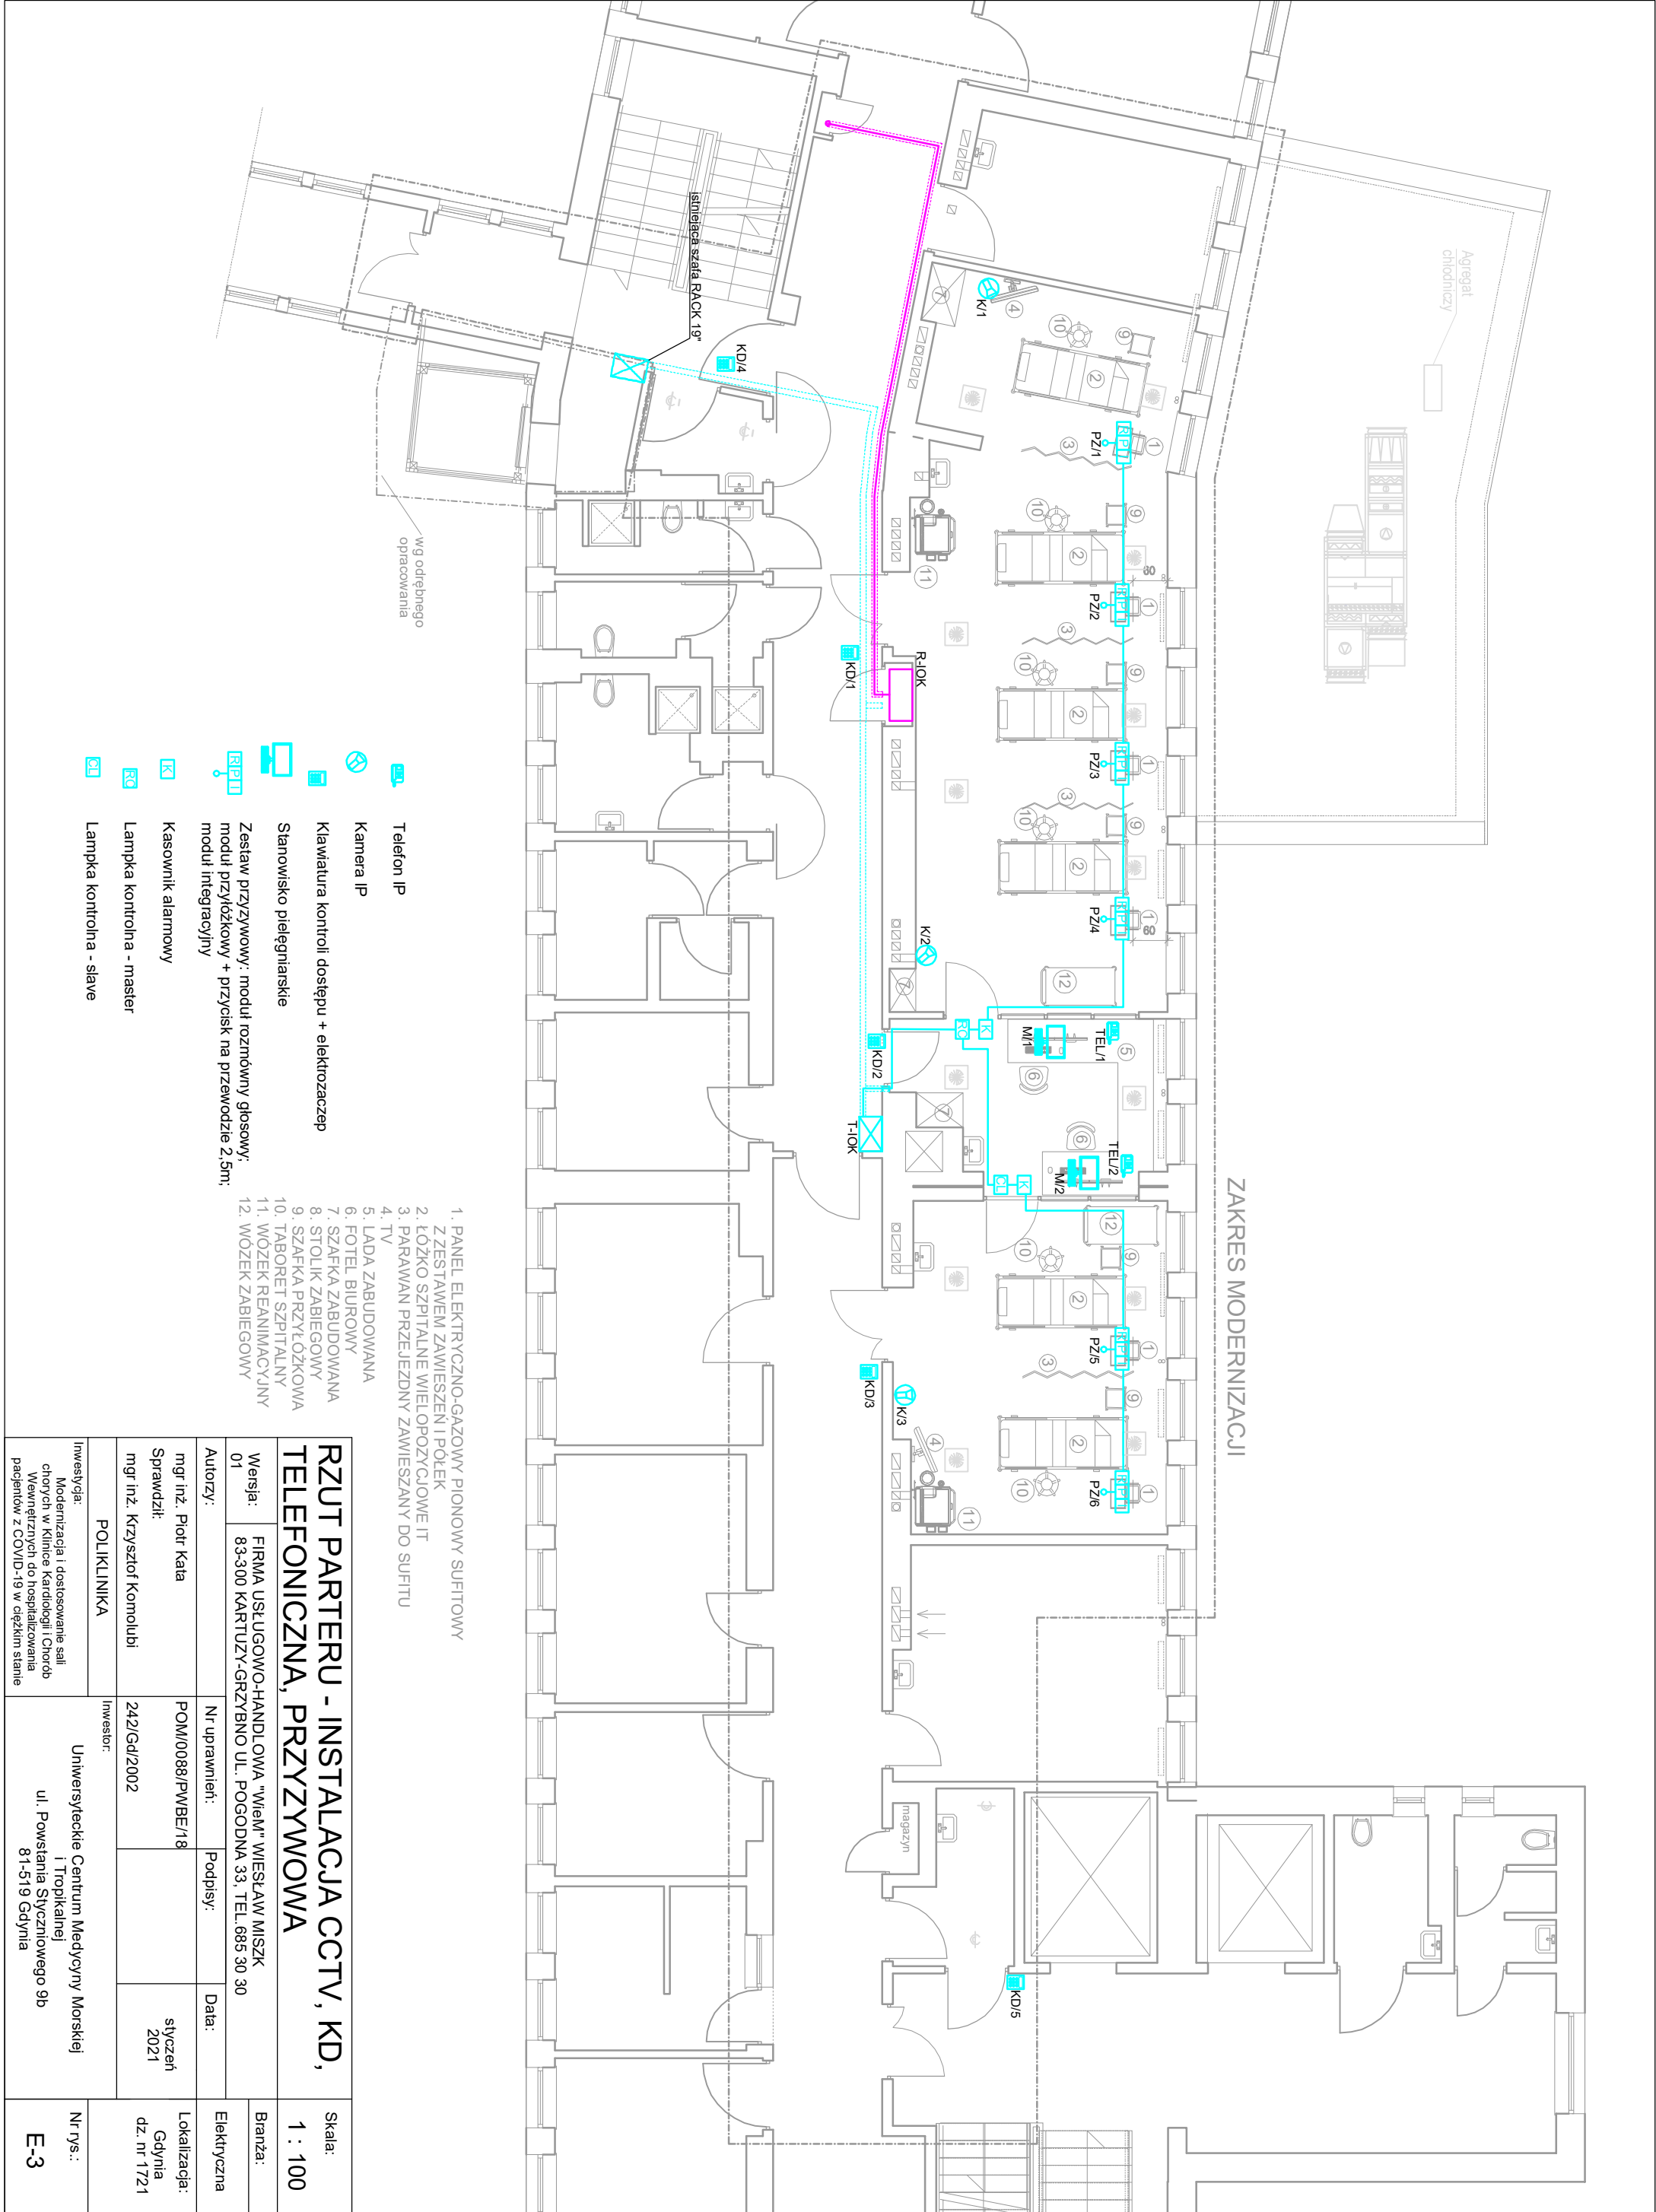 Agregat
chłodniczy
ZAKRES MODERNIZACJI
istniejąca szafa RACK 19"
wg odrębnego
opracowania
K/1
K/2
K/3
KD/1
KD/2
KD/3
KD/4
KD/5
R-IOK
T-IOK
PZ/1
PZ/2
PZ/3
PZ/4
PZ/5
PZ/6
TEL/1
TEL/2
M/1
M/2
RC
K
CL
K
60
60
magazyn
Telefon IP
Kamera IP
Klawiatura kontroli dostępu + elektrozaczep
Stanowisko pielęgniarskie
Zestaw przyzywowy: moduł rozmówny głosowy;
moduł przyłóżkowy + przycisk na przewodzie 2,5m;
moduł integracyjny
K Kasownik alarmowy
RC Lampka kontrolna - master
CL Lampka kontrolna - slave
1. PANEL ELEKTRYCZNO-GAZOWY PIONOWY SUFITOWY
Z ZESTAWEM ZAWIESZEŃ I PÓŁEK
2. ŁÓŻKO SZPITALNE WIELOPOZYCJOWE IT
3. PARAWAN PRZEJEZDNY ZAWIESZANY DO SUFITU
4. TV
5. LADA ZABUDOWANA
6. FOTEL BIUROWY
7. SZAFKA ZABUDOWANA
8. STOLIK ZABIEGOWY
9. SZAFKA PRZYŁÓŻKOWA
10. TABORET SZPITALNY
11. WÓZEK REANIMACYJNY
12. WÓZEK ZABIEGOWY
RZUT PARTERU - INSTALACJA CCTV, KD,
TELEFONICZNA, PRZYZYWOWA
Skala:
1 : 100
Wersja:
01
FIRMA USŁUGOWO-HANDLOWA "WieM" WIESŁAW MISZK
83-300 KARTUZY-GRZYBNO UL. POGODNA 33, TEL.685 30 30
Branża:
Elektryczna
Autorzy:
Nr uprawnień:
Podpisy:
Data:
mgr inż. Piotr Kata
POM/0088/PWBE/18
Sprawdził:
mgr inż. Krzysztof Komolubi
242/Gd/2002
styczeń
2021
Lokalizacja:
Gdynia
dz. nr 1721
POLIKLINIKA
Inwestycja:
Modernizacja i dostosowanie sali
chorych w Klinice Kardiologii i Chorób
Wewnętrznych do hospitalizowania
pacjentów z COVID-19 w ciężkim stanie
Inwestor:
Uniwersyteckie Centrum Medycyny Morskiej
i Tropikalnej
ul. Powstania Styczniowego 9b
81-519 Gdynia
Nr rys.:
E-3